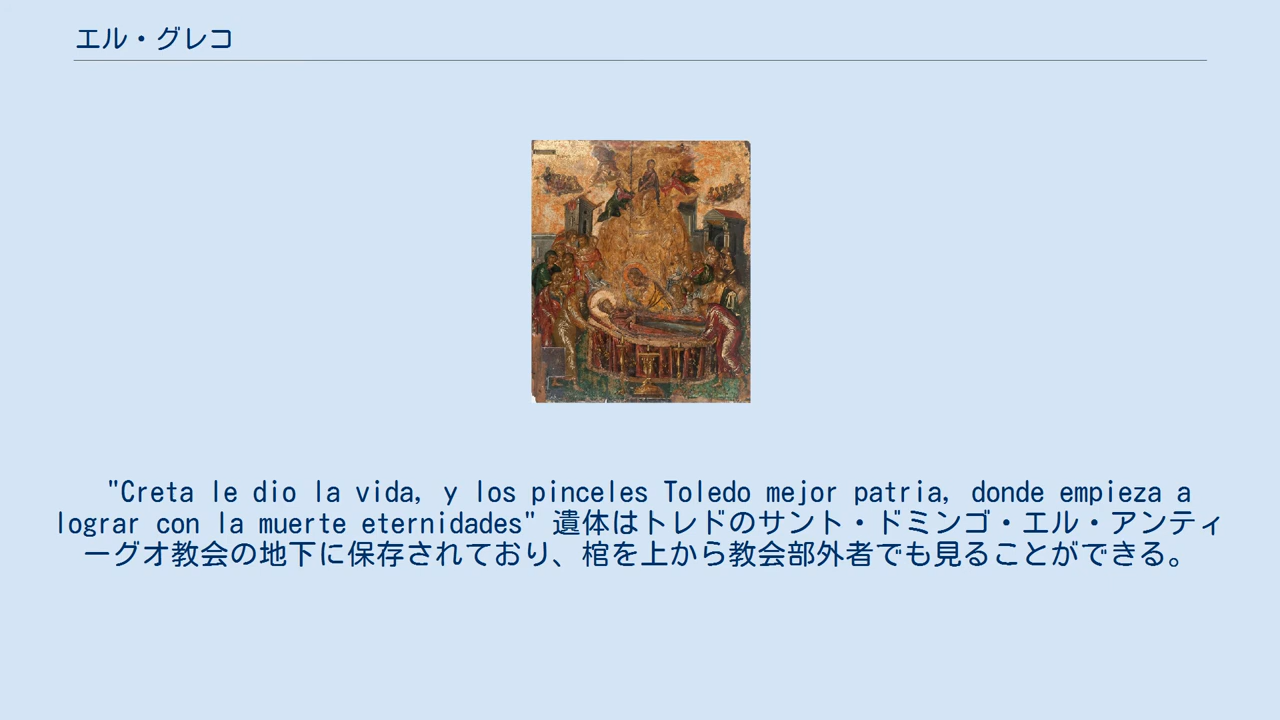 エル・グレコ
"Creta le dio la vida, y los pinceles Toledo mejor patria, donde empieza a
lograr con la muerte eternidades" 遺体はトレドのサント・ドミンゴ・エル・アンティ
ーグオ教会の地下に保存されており、棺を上から教会部外者でも見ることができる。